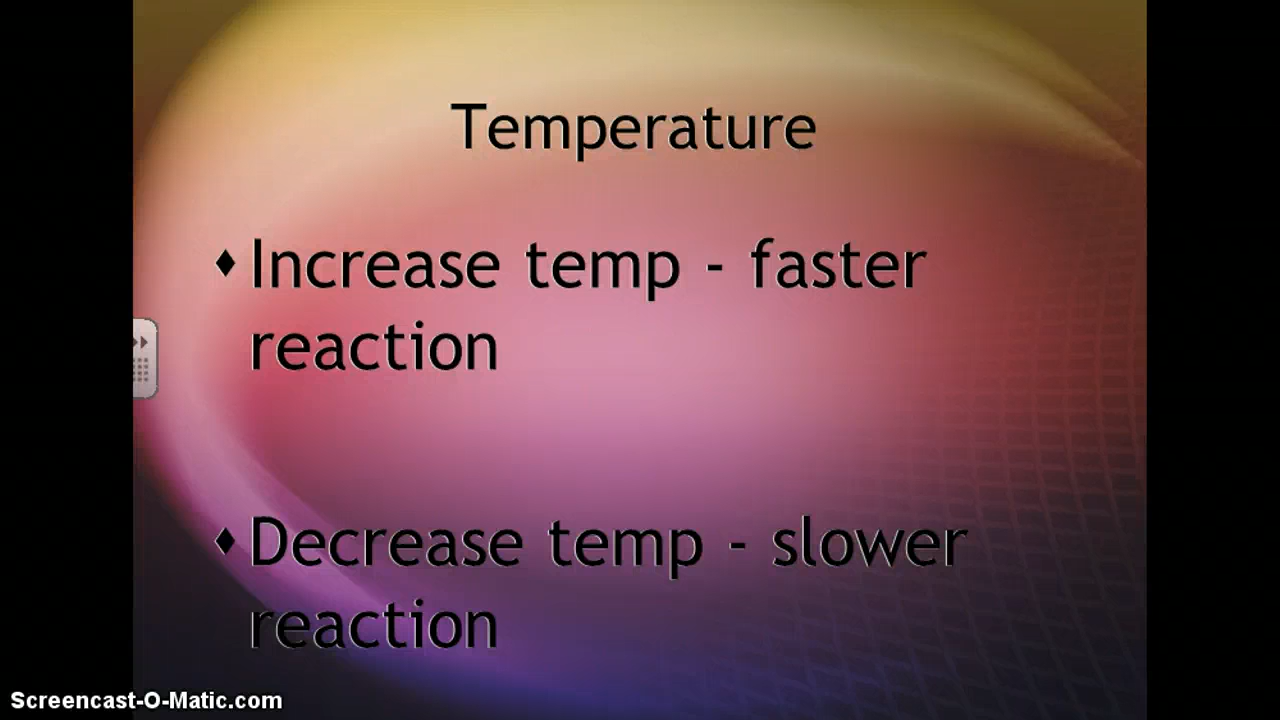 Temperature
♦Increase temp - faster
reaction
♦Decrease temp - slower
reaction
Screencast-O-Matic.com